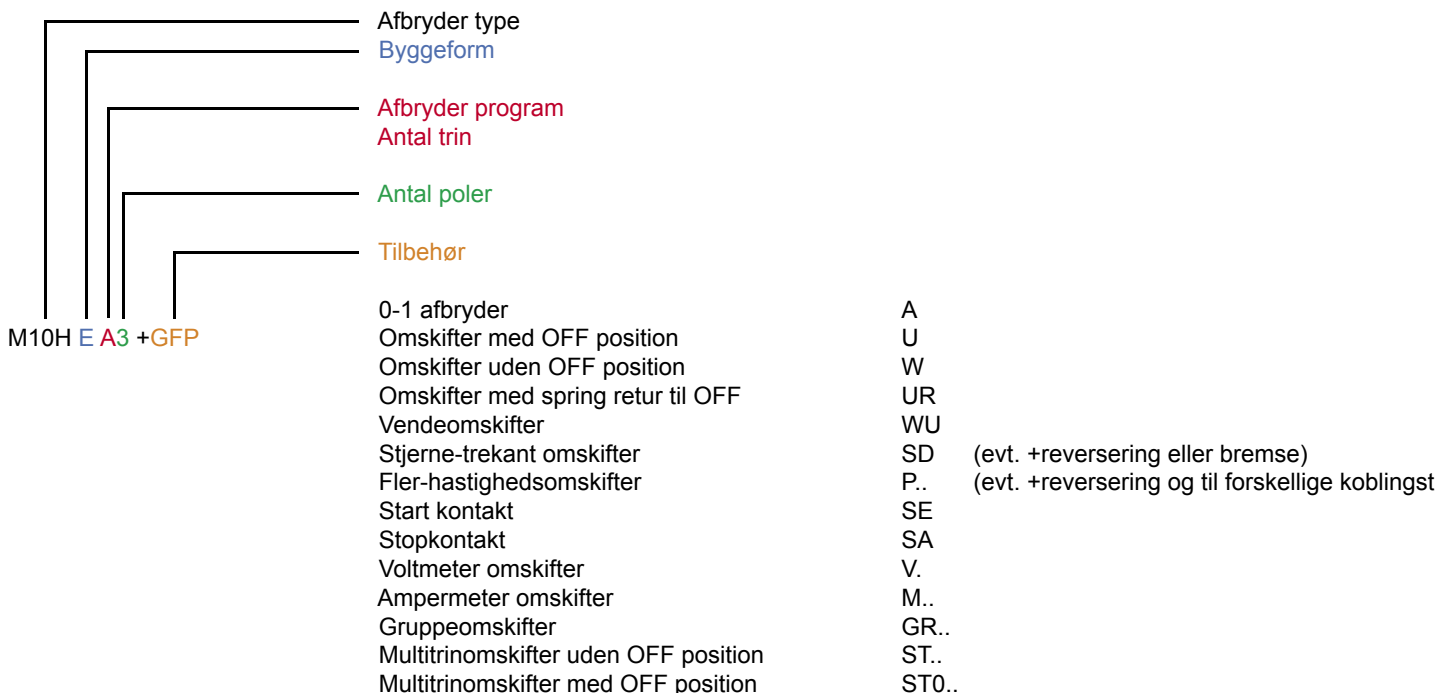 Afbryder type
Byggeform
Afbryder program
Antal trin
Antal poler
Tilbehør
M10H E A3 +GFP
0-1 afbryder A
Omskifter med OFF position U
Omskifter uden OFF position W
Omskifter med spring retur til OFF UR
Vendeomskifter WU
Stjerne-trekant omskifter SD (evt. +reversering eller bremse)
Fler-hastighedsomskifter P.. (evt. +reversering og til forskellige koblingst
Start kontakt SE
Stopkontakt SA
Voltmeter omskifter V.
Ampermeter omskifter M..
Gruppeomskifter GR..
Multitrinomskifter uden OFF position ST..
Multitrinomskifter med OFF position ST0..